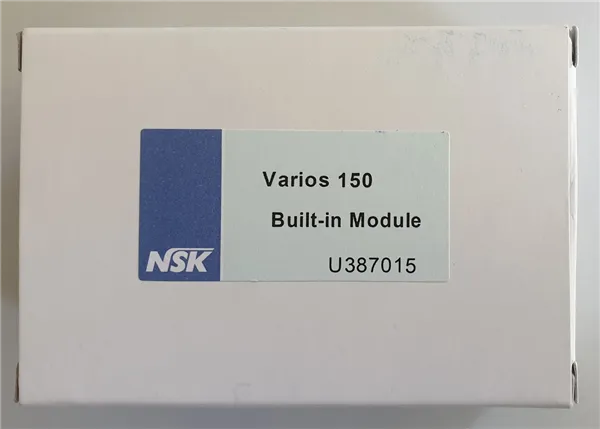 Varios 150
Built-in Module
NSK
U387015